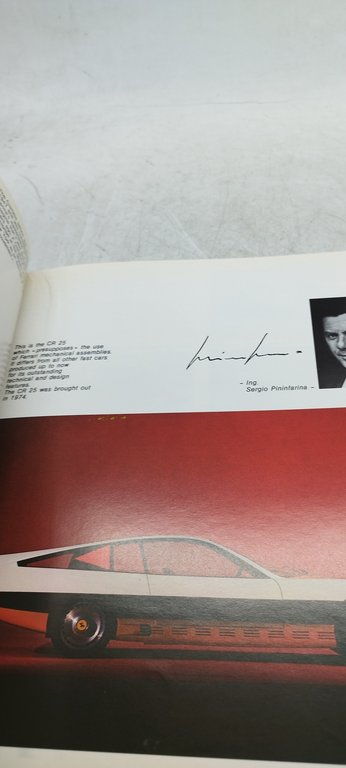 This is the CR 25
which «presupposes» the use
of Ferrari mechanical assemblies.
It differs from all other fast cars
produced up to now
for its outstanding
technical and design
features.
The CR 25 was brought out
in 1974.
pininfarina
- Ing.
Sergio Pininfarina -